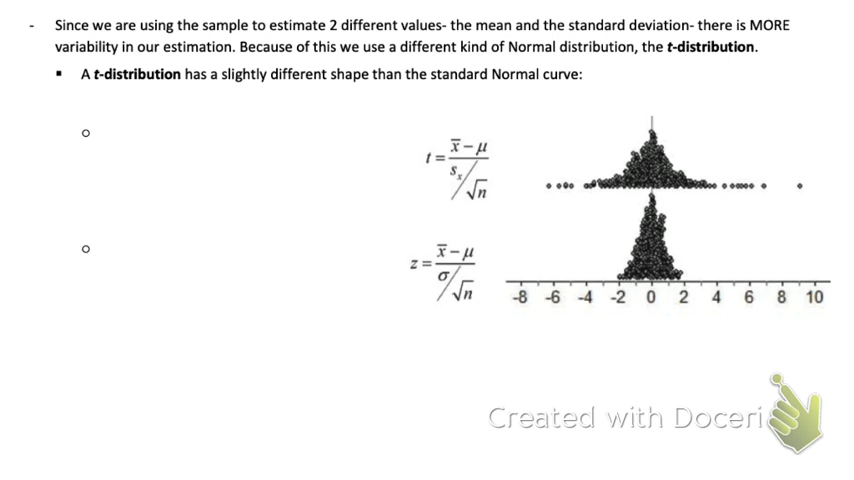 - Since we are using the sample to estimate 2 different values- the mean and the standard deviation- there is MORE
variability in our estimation. Because of this we use a different kind of Normal distribution, the t-distribution.
▪ A t-distribution has a slightly different shape than the standard Normal curve:
t = (x̄ − μ) / (sₓ/√n)
z = (x̄ − μ) / (σ/√n)
-8 -6 -4 -2 0 2 4 6 8 10
Created with Doceri